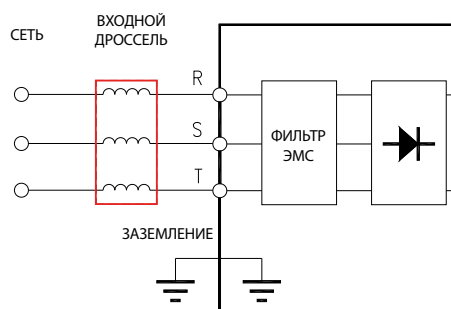 СЕТЬ
ВХОДНОЙ
ДРОССЕЛЬ
R
S
T
ФИЛЬТР
ЭМС
ЗАЗЕМЛЕНИЕ